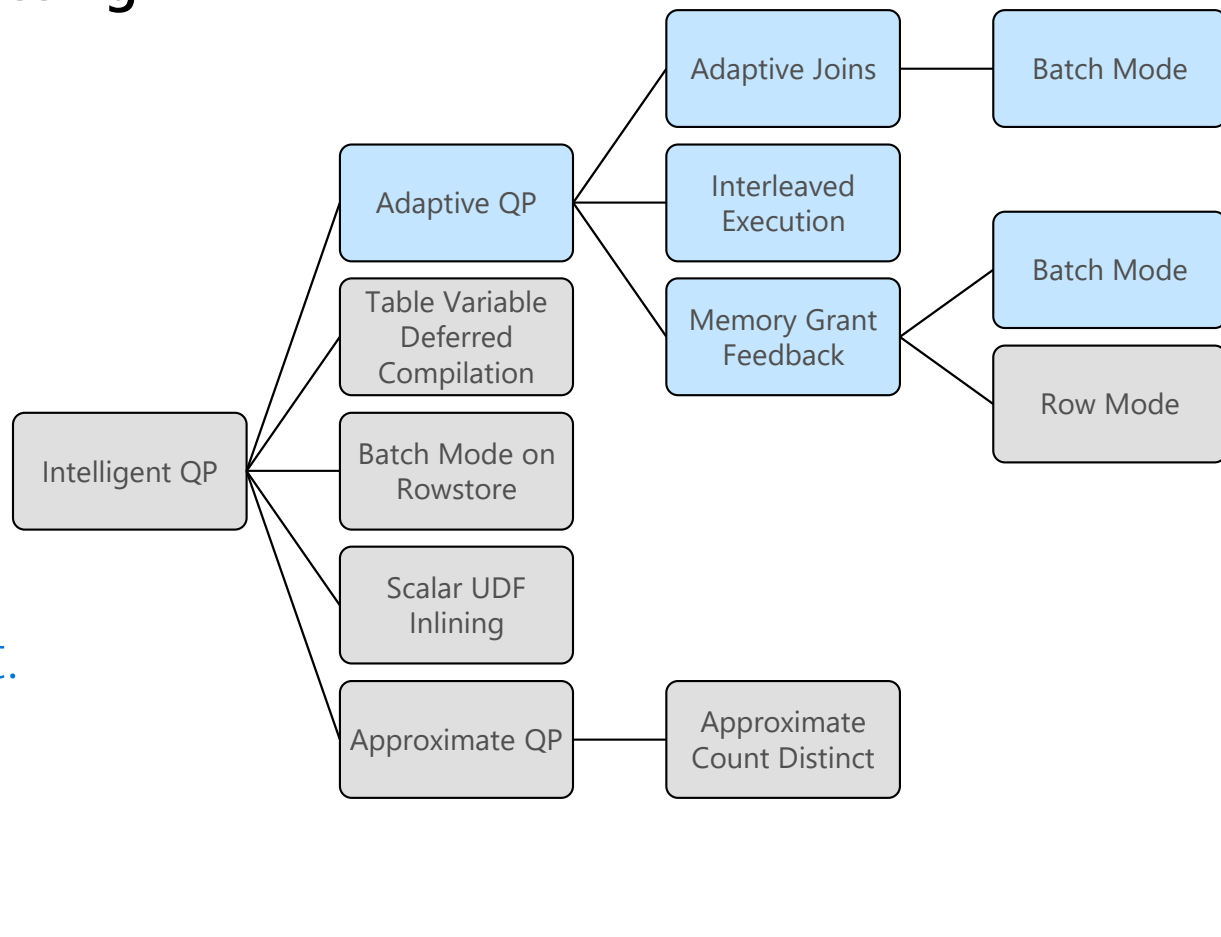 Adaptive Joins
Batch Mode
Adaptive QP
Interleaved
Execution
Batch Mode
Table Variable
Deferred
Compilation
Memory Grant
Feedback
Row Mode
Intelligent QP
Batch Mode on
Rowstore
Scalar UDF
Inlining
Approximate QP
Approximate
Count Distinct